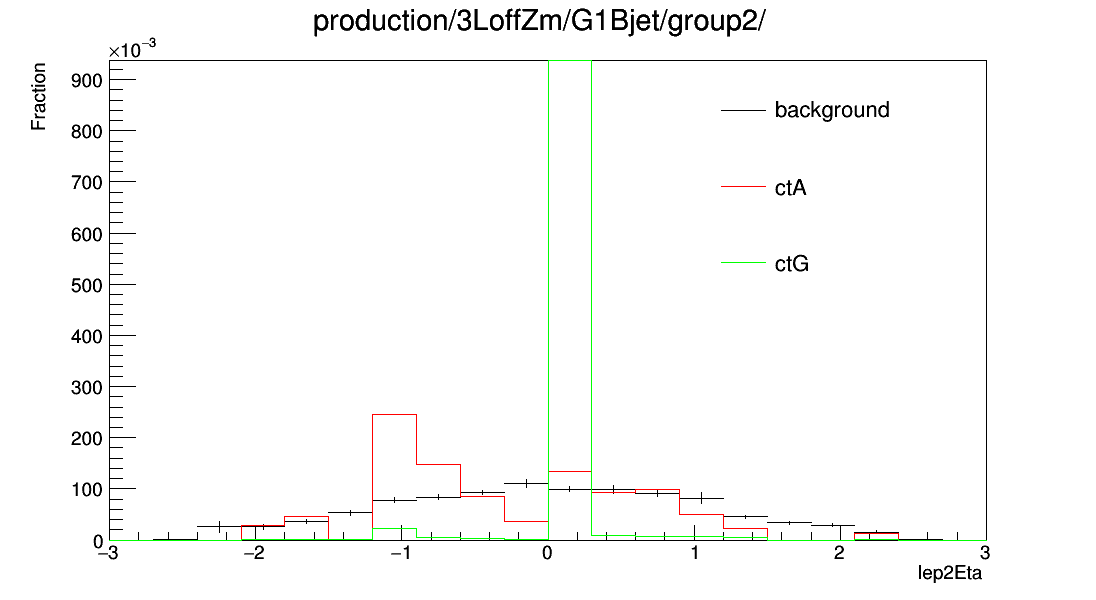 production/3LoffZm/G1Bjet/group2/
×10⁻³
Fraction
900
800
700
600
500
400
300
200
100
0
background
ctA
ctG
−3 −2 −1 0 1 2 3
lep2Eta